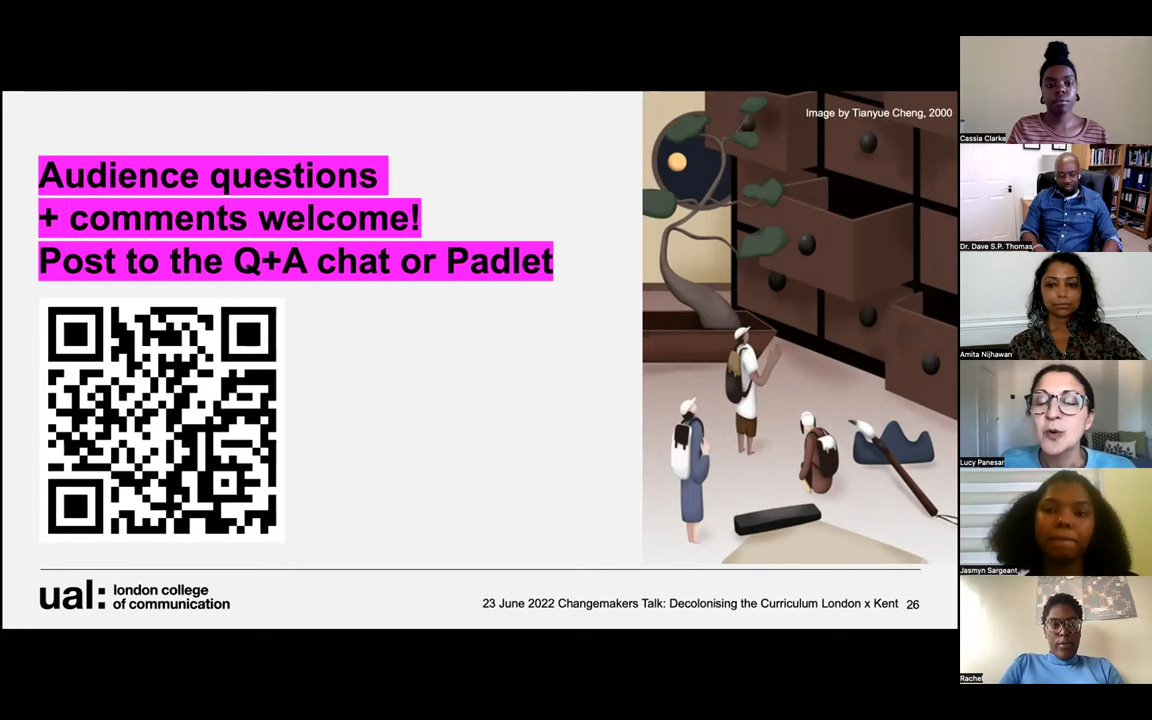 Image by Tianyue Cheng, 2000
Audience questions
+ comments welcome!
Post to the Q+A chat or Padlet
ual: london college
of communication
23 June 2022 Changemakers Talk: Decolonising the Curriculum London x Kent 26
Cassia Clarke
Dr. Dave S.P. Thomas
Amita Nijhawan
Lucy Panesar
Jasmyn Sargeant
Rachel